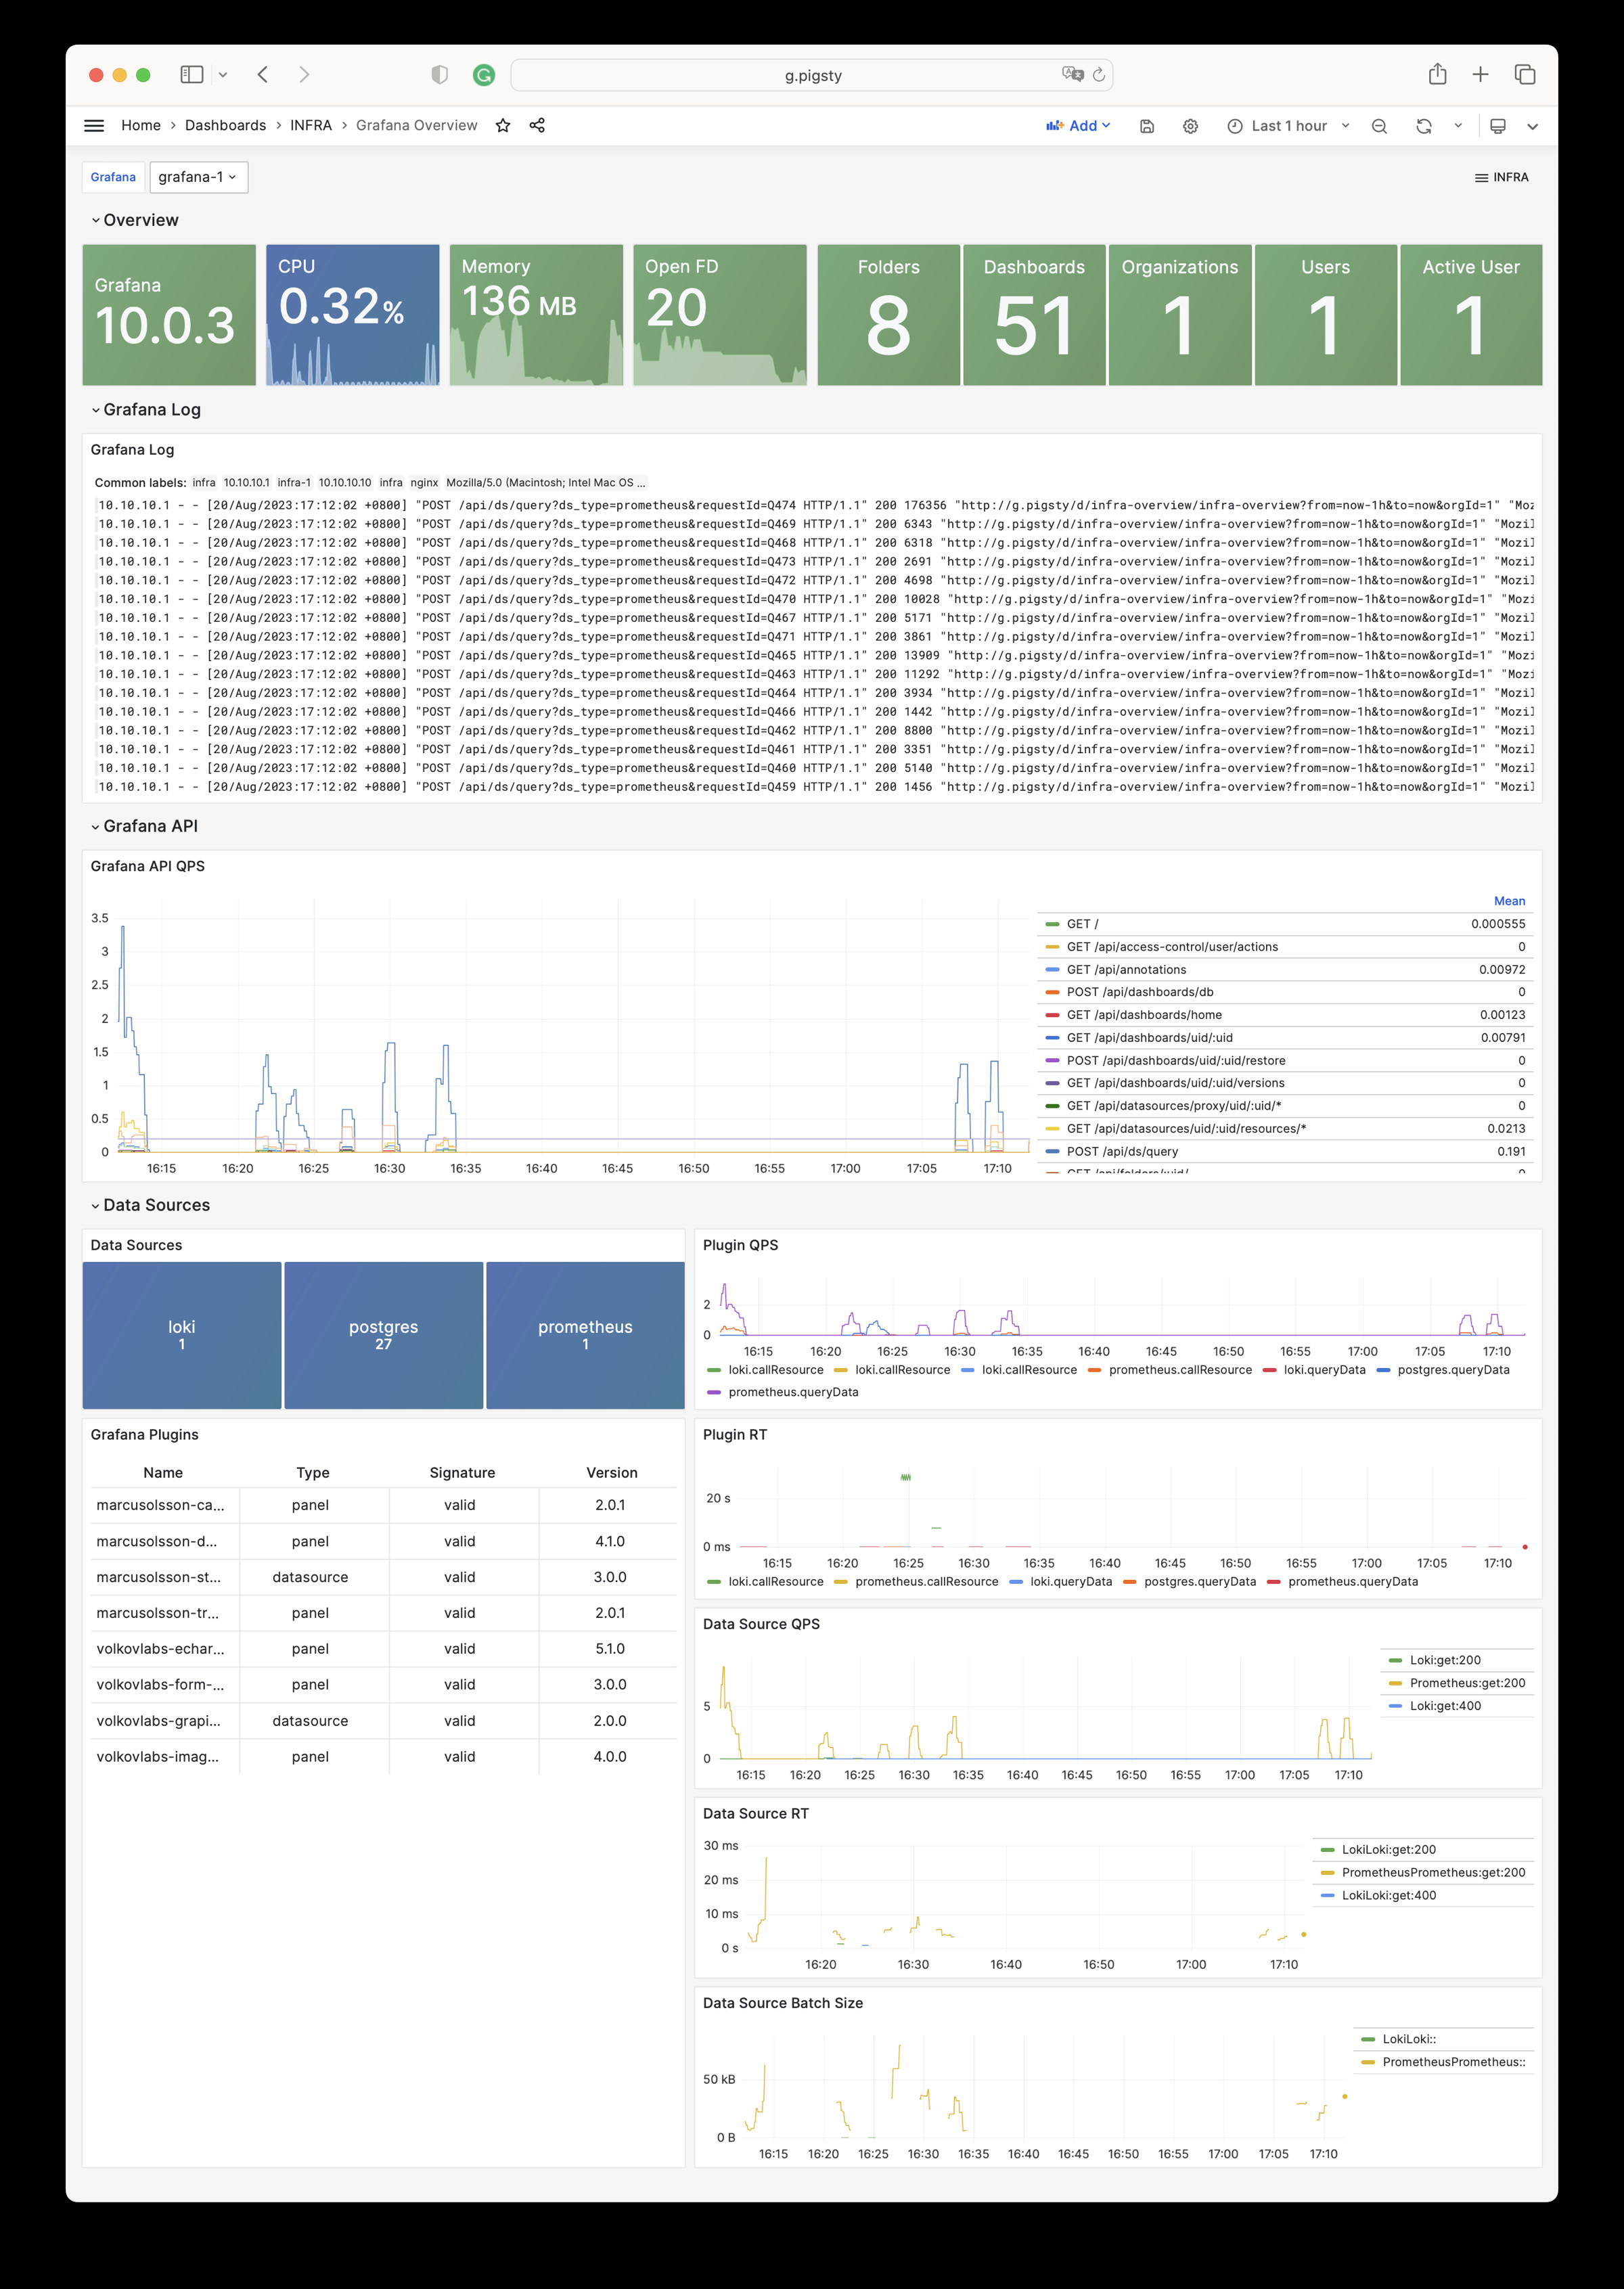 g.pigsty
Home › Dashboards › INFRA › Grafana Overview Add Last 1 hour
Grafana grafana-1 INFRA
Overview
Grafana 10.0.3
CPU 0.32%
Memory 136 MB
Open FD 20
Folders 8
Dashboards 51
Organizations 1
Users 1
Active User 1
Grafana Log
Grafana Log
Common labels: infra 10.10.10.1 infra-1 10.10.10.10 infra nginx Mozilla/5.0 (Macintosh; Intel Mac OS ...
10.10.10.1 - - [20/Aug/2023:17:12:02 +0800] "POST /api/ds/query?ds_type=prometheus&requestId=Q474 HTTP/1.1" 200 176356 "http://g.pigsty/d/infra-overview/infra-overview?from=now-1h&to=now&orgId=1" "Moz
10.10.10.1 - - [20/Aug/2023:17:12:02 +0800] "POST /api/ds/query?ds_type=prometheus&requestId=Q469 HTTP/1.1" 200 6343 "http://g.pigsty/d/infra-overview/infra-overview?from=now-1h&to=now&orgId=1" "Mozil
10.10.10.1 - - [20/Aug/2023:17:12:02 +0800] "POST /api/ds/query?ds_type=prometheus&requestId=Q468 HTTP/1.1" 200 6318 "http://g.pigsty/d/infra-overview/infra-overview?from=now-1h&to=now&orgId=1" "Mozil
10.10.10.1 - - [20/Aug/2023:17:12:02 +0800] "POST /api/ds/query?ds_type=prometheus&requestId=Q473 HTTP/1.1" 200 2691 "http://g.pigsty/d/infra-overview/infra-overview?from=now-1h&to=now&orgId=1" "Mozil
10.10.10.1 - - [20/Aug/2023:17:12:02 +0800] "POST /api/ds/query?ds_type=prometheus&requestId=Q472 HTTP/1.1" 200 4698 "http://g.pigsty/d/infra-overview/infra-overview?from=now-1h&to=now&orgId=1" "Mozil
10.10.10.1 - - [20/Aug/2023:17:12:02 +0800] "POST /api/ds/query?ds_type=prometheus&requestId=Q470 HTTP/1.1" 200 10028 "http://g.pigsty/d/infra-overview/infra-overview?from=now-1h&to=now&orgId=1" "Mozi
10.10.10.1 - - [20/Aug/2023:17:12:02 +0800] "POST /api/ds/query?ds_type=prometheus&requestId=Q467 HTTP/1.1" 200 5171 "http://g.pigsty/d/infra-overview/infra-overview?from=now-1h&to=now&orgId=1" "Mozil
10.10.10.1 - - [20/Aug/2023:17:12:02 +0800] "POST /api/ds/query?ds_type=prometheus&requestId=Q471 HTTP/1.1" 200 3861 "http://g.pigsty/d/infra-overview/infra-overview?from=now-1h&to=now&orgId=1" "Mozil
10.10.10.1 - - [20/Aug/2023:17:12:02 +0800] "POST /api/ds/query?ds_type=prometheus&requestId=Q465 HTTP/1.1" 200 13909 "http://g.pigsty/d/infra-overview/infra-overview?from=now-1h&to=now&orgId=1" "Mozi
10.10.10.1 - - [20/Aug/2023:17:12:02 +0800] "POST /api/ds/query?ds_type=prometheus&requestId=Q463 HTTP/1.1" 200 11292 "http://g.pigsty/d/infra-overview/infra-overview?from=now-1h&to=now&orgId=1" "Mozi
10.10.10.1 - - [20/Aug/2023:17:12:02 +0800] "POST /api/ds/query?ds_type=prometheus&requestId=Q464 HTTP/1.1" 200 3934 "http://g.pigsty/d/infra-overview/infra-overview?from=now-1h&to=now&orgId=1" "Mozil
10.10.10.1 - - [20/Aug/2023:17:12:02 +0800] "POST /api/ds/query?ds_type=prometheus&requestId=Q466 HTTP/1.1" 200 1442 "http://g.pigsty/d/infra-overview/infra-overview?from=now-1h&to=now&orgId=1" "Mozil
10.10.10.1 - - [20/Aug/2023:17:12:02 +0800] "POST /api/ds/query?ds_type=prometheus&requestId=Q462 HTTP/1.1" 200 8800 "http://g.pigsty/d/infra-overview/infra-overview?from=now-1h&to=now&orgId=1" "Mozil
10.10.10.1 - - [20/Aug/2023:17:12:02 +0800] "POST /api/ds/query?ds_type=prometheus&requestId=Q461 HTTP/1.1" 200 3351 "http://g.pigsty/d/infra-overview/infra-overview?from=now-1h&to=now&orgId=1" "Mozil
10.10.10.1 - - [20/Aug/2023:17:12:02 +0800] "POST /api/ds/query?ds_type=prometheus&requestId=Q460 HTTP/1.1" 200 5140 "http://g.pigsty/d/infra-overview/infra-overview?from=now-1h&to=now&orgId=1" "Mozil
10.10.10.1 - - [20/Aug/2023:17:12:02 +0800] "POST /api/ds/query?ds_type=prometheus&requestId=Q459 HTTP/1.1" 200 1456 "http://g.pigsty/d/infra-overview/infra-overview?from=now-1h&to=now&orgId=1" "Mozil
Grafana API
Grafana API QPS
3.5
3
2.5
2
1.5
1
0.5
0
16:15 16:20 16:25 16:30 16:35 16:40 16:45 16:50 16:55 17:00 17:05 17:10
Mean
GET / 0.000555
GET /api/access-control/user/actions 0
GET /api/annotations 0.00972
POST /api/dashboards/db 0
GET /api/dashboards/home 0.00123
GET /api/dashboards/uid/:uid 0.00791
POST /api/dashboards/uid/:uid/restore 0
GET /api/dashboards/uid/:uid/versions 0
GET /api/datasources/proxy/uid/:uid/* 0
GET /api/datasources/uid/:uid/resources/* 0.0213
POST /api/ds/query 0.191
GET /api/folders/:uid/ 0
Data Sources
Data Sources
loki 1
postgres 27
prometheus 1
Plugin QPS
2
0
16:15 16:20 16:25 16:30 16:35 16:40 16:45 16:50 16:55 17:00 17:05 17:10
loki.callResource loki.callResource loki.callResource prometheus.callResource loki.queryData postgres.queryData
prometheus.queryData
Grafana Plugins
Name Type Signature Version
marcusolsson-ca... panel valid 2.0.1
marcusolsson-d... panel valid 4.1.0
marcusolsson-st... datasource valid 3.0.0
marcusolsson-tr... panel valid 2.0.1
volkovlabs-echar... panel valid 5.1.0
volkovlabs-form-... panel valid 3.0.0
volkovlabs-grapi... datasource valid 2.0.0
volkovlabs-imag... panel valid 4.0.0
Plugin RT
20 s
0 ms
16:15 16:20 16:25 16:30 16:35 16:40 16:45 16:50 16:55 17:00 17:05 17:10
loki.callResource prometheus.callResource loki.queryData postgres.queryData prometheus.queryData
Data Source QPS
5
0
16:15 16:20 16:25 16:30 16:35 16:40 16:45 16:50 16:55 17:00 17:05 17:10
Loki:get:200
Prometheus:get:200
Loki:get:400
Data Source RT
30 ms
20 ms
10 ms
0 s
16:20 16:30 16:40 16:50 17:00 17:10
LokiLoki:get:200
PrometheusPrometheus:get:200
LokiLoki:get:400
Data Source Batch Size
50 kB
0 B
16:15 16:20 16:25 16:30 16:35 16:40 16:45 16:50 16:55 17:00 17:05 17:10
LokiLoki::
PrometheusPrometheus::